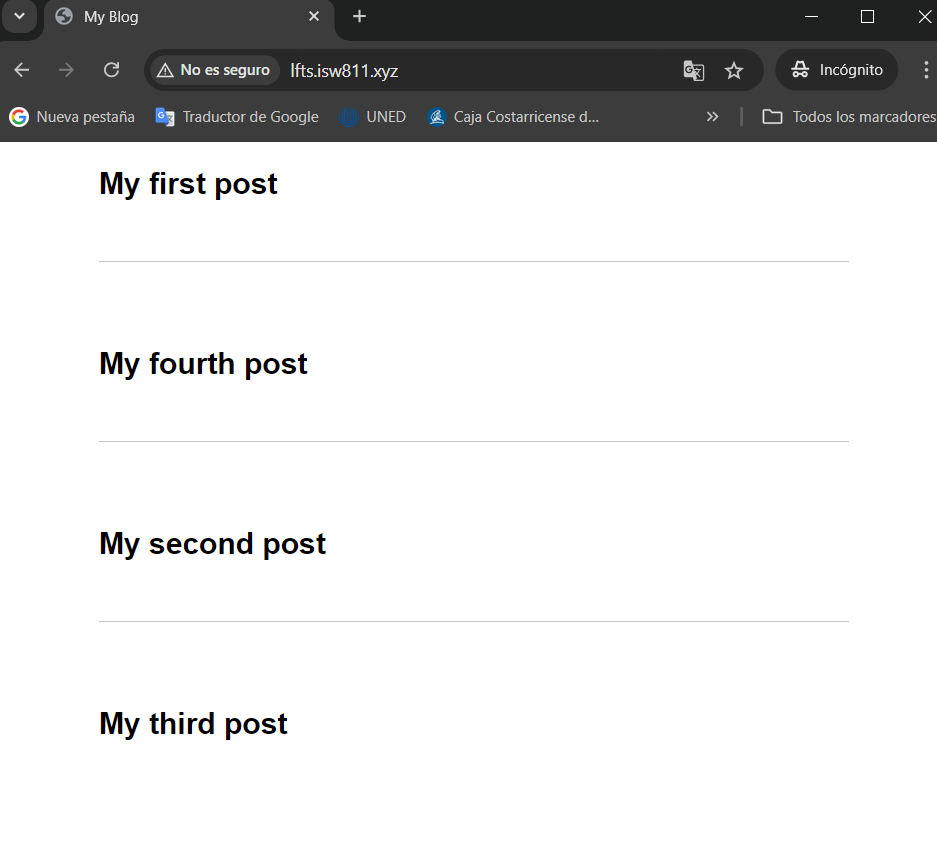 My Blog
No es seguro lfts.isw811.xyz Incógnito
Nueva pestaña Traductor de Google UNED Caja Costarricense d... » Todos los marcadores
My first post
My fourth post
My second post
My third post